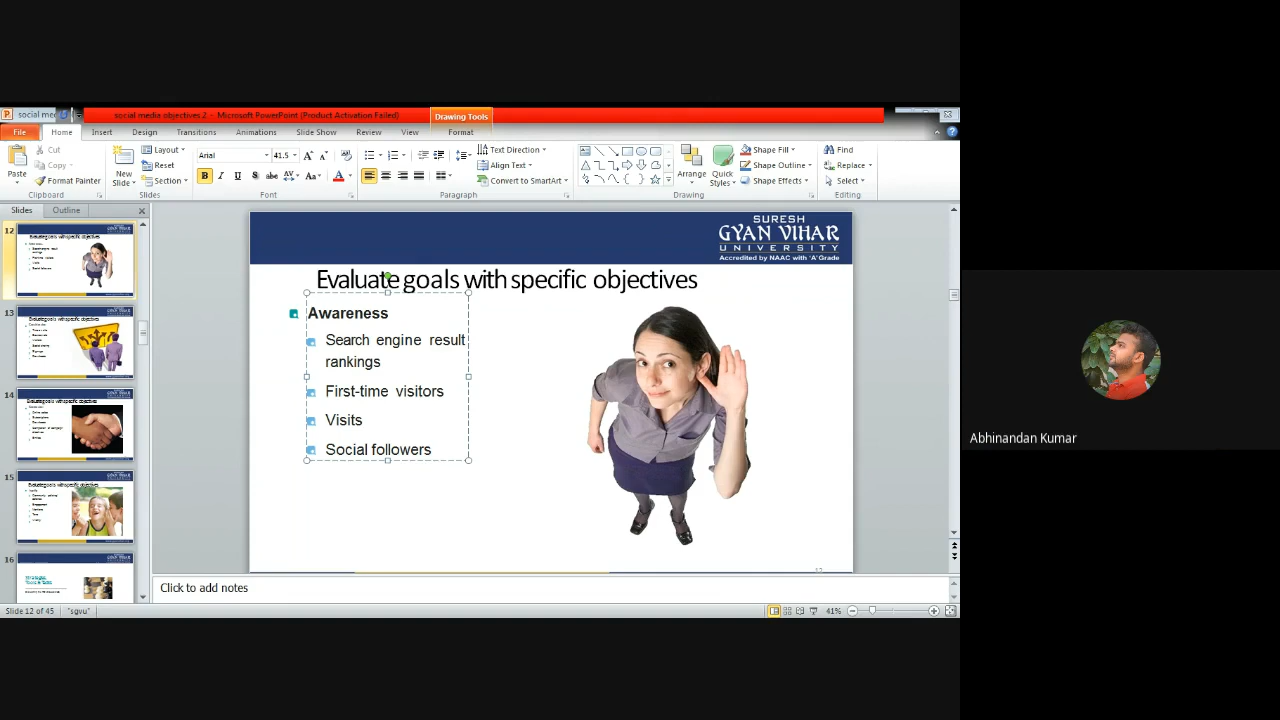 social med
social media objectives 2 - Microsoft PowerPoint (Product Activation Failed)
Drawing Tools
File Home Insert Design Transitions Animations Slide Show Review View Format
Paste Cut Copy Format Painter Clipboard
New Slide Layout Reset Section Slides
Arial 41.5 Font
Paragraph Text Direction Align Text Convert to SmartArt
Arrange Quick Styles Shape Fill Shape Outline Shape Effects Drawing
Find Replace Select Editing
Slides Outline
12
13
14
15
16
SURESH
GYAN VIHAR
UNIVERSITY
Accredited by NAAC with 'A' Grade
Evaluate goals with specific objectives
Awareness
Search engine result
rankings
First-time visitors
Visits
Social followers
12
Click to add notes
Slide 12 of 45 "sgvu" 41%
Abhinandan Kumar